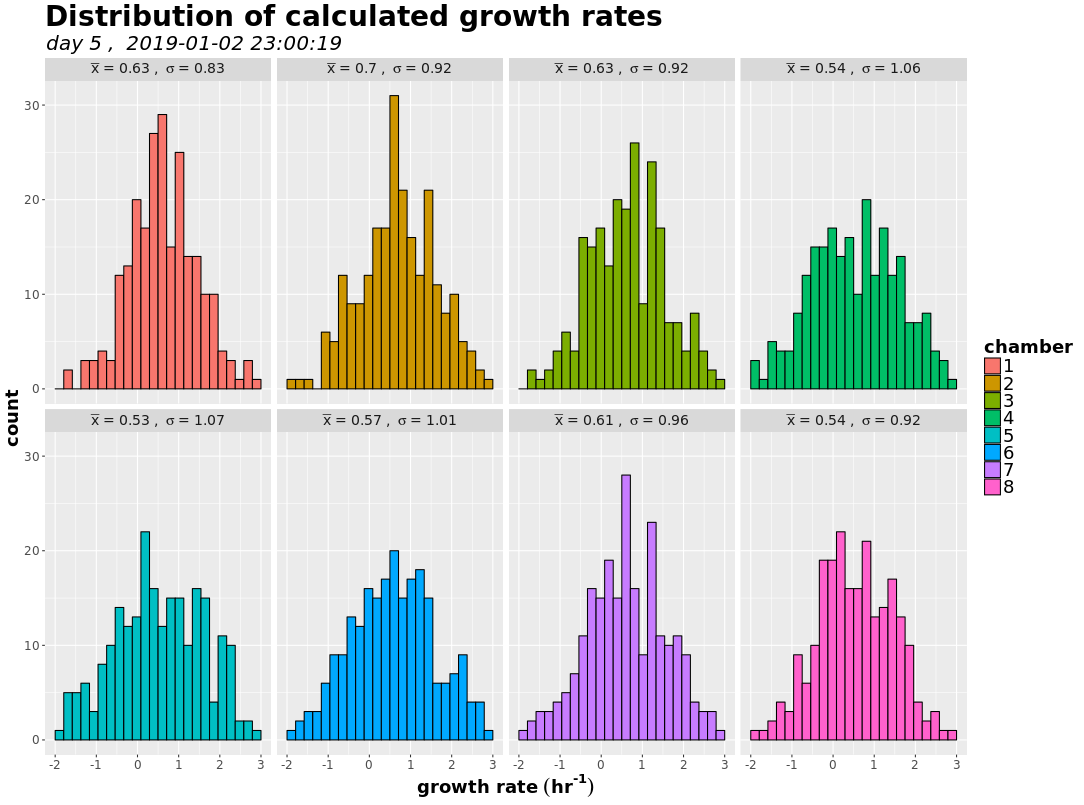 Distribution of calculated growth rates
day 5 ,  2019-01-02 23:00:19
x̅ = 0.63 ,  σ = 0.83
x̅ = 0.7 ,  σ = 0.92
x̅ = 0.63 ,  σ = 0.92
x̅ = 0.54 ,  σ = 1.06
30
20
10
0
x̅ = 0.53 ,  σ = 1.07
x̅ = 0.57 ,  σ = 1.01
x̅ = 0.61 ,  σ = 0.96
x̅ = 0.54 ,  σ = 0.92
30
20
10
0
-2 -1 0 1 2 3
-2 -1 0 1 2 3
-2 -1 0 1 2 3
-2 -1 0 1 2 3
growth rate (hr⁻¹)
count
chamber
1
2
3
4
5
6
7
8